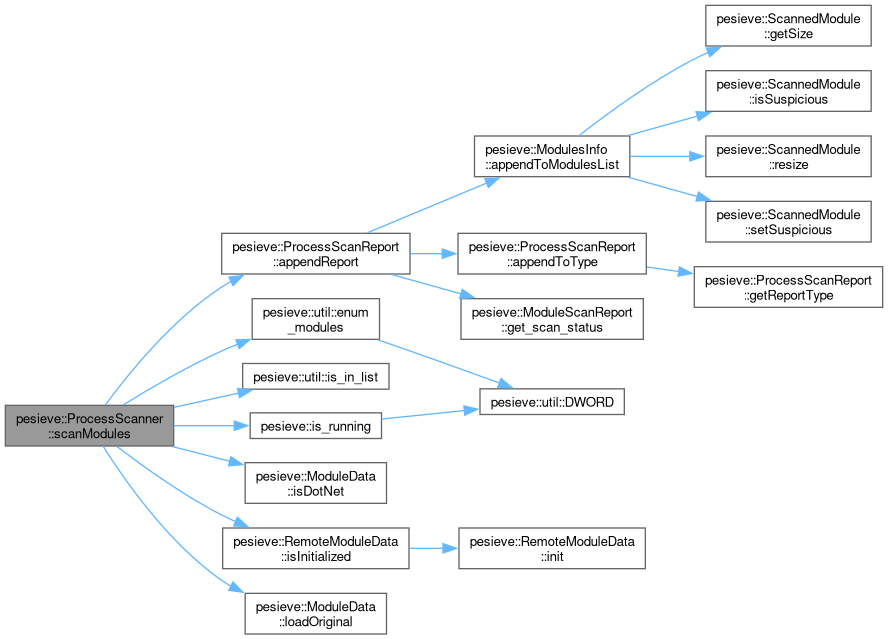 pesieve::ScannedModule
::getSize
pesieve::ScannedModule
::isSuspicious
pesieve::ModulesInfo
::appendToModulesList
pesieve::ScannedModule
::resize
pesieve::ScannedModule
::setSuspicious
pesieve::ProcessScanReport
::appendReport
pesieve::ProcessScanReport
::appendToType
pesieve::ProcessScanReport
::getReportType
pesieve::util::enum
_modules
pesieve::ModuleScanReport
::get_scan_status
pesieve::util::is_in_list
pesieve::util::DWORD
pesieve::ProcessScanner
::scanModules
pesieve::is_running
pesieve::ModuleData
::isDotNet
pesieve::RemoteModuleData
::isInitialized
pesieve::RemoteModuleData
::init
pesieve::ModuleData
::loadOriginal